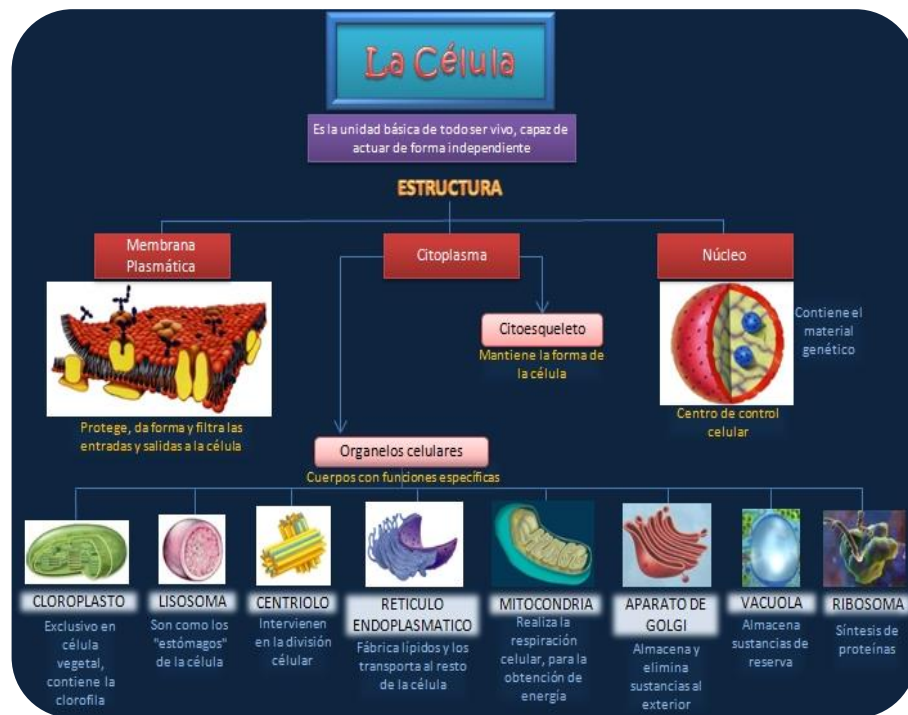 La Célula
Es la unidad básica de todo ser vivo, capaz de
actuar de forma independiente
ESTRUCTURA
Membrana
Plasmática
Citoplasma
Núcleo
Contiene el
material
genético
Citoesqueleto
Mantiene la forma de
la célula
Protege, da forma y filtra las
entradas y salidas a la célula
Centro de control
celular
Organelos celulares
Cuerpos con funciones específicas
CLOROPLASTO
Exclusivo en
célula
vegetal,
contiene la
clorofila
LISOSOMA
Son como los
"estómagos"
de la célula
CENTRIOLO
Intervienen
en la división
célular
RETICULO
ENDOPLASMATICO
Fábrica lípidos y los
transporta al resto
de la célula
MITOCONDRIA
Realiza la
respiración
celular, para la
obtención de
energía
APARATO DE
GOLGI
Almacena y
elimina
sustancias al
exterior
VACUOLA
Almacena
sustancias de
reserva
RIBOSOMA
Síntesis de
proteínas